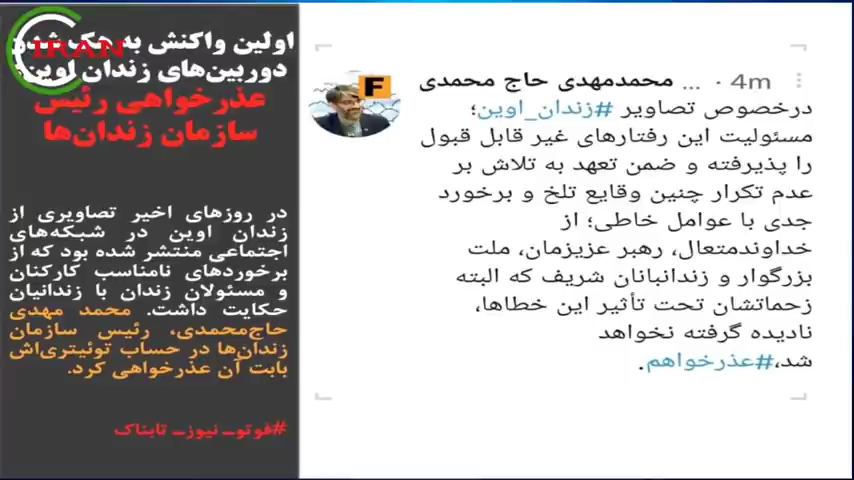 اولین واکنش به هک شدن
دوربین‌های زندان اوین؛
عذرخواهی رئیس
سازمان زندان‌ها
در روزهای اخیر تصاویری از
زندان اوین در شبکه‌های
اجتماعی منتشر شده بود که از
برخوردهای نامناسب کارکنان
و مسئولان زندان با زندانیان
حکایت داشت. محمد مهدی
حاج‌محمدی، رئیس سازمان
زندان‌ها در حساب توئیتری‌اش
بابت آن عذرخواهی کرد.
#فوتو_نیوز_تابناک
IRAN
F
محمدمهدی حاج محمدی ... · 4m
درخصوص تصاویر #زندان_اوین؛
مسئولیت این رفتارهای غیر قابل قبول
را پذیرفته و ضمن تعهد به تلاش بر
عدم تکرار چنین وقایع تلخ و برخورد
جدی با عوامل خاطی؛ از
خداوندمتعال، رهبر عزیزمان، ملت
بزرگوار و زندانبانان شریف که البته
زحماتشان تحت تأثیر این خطاها،
نادیده گرفته نخواهد
شد،#عذرخواهم.